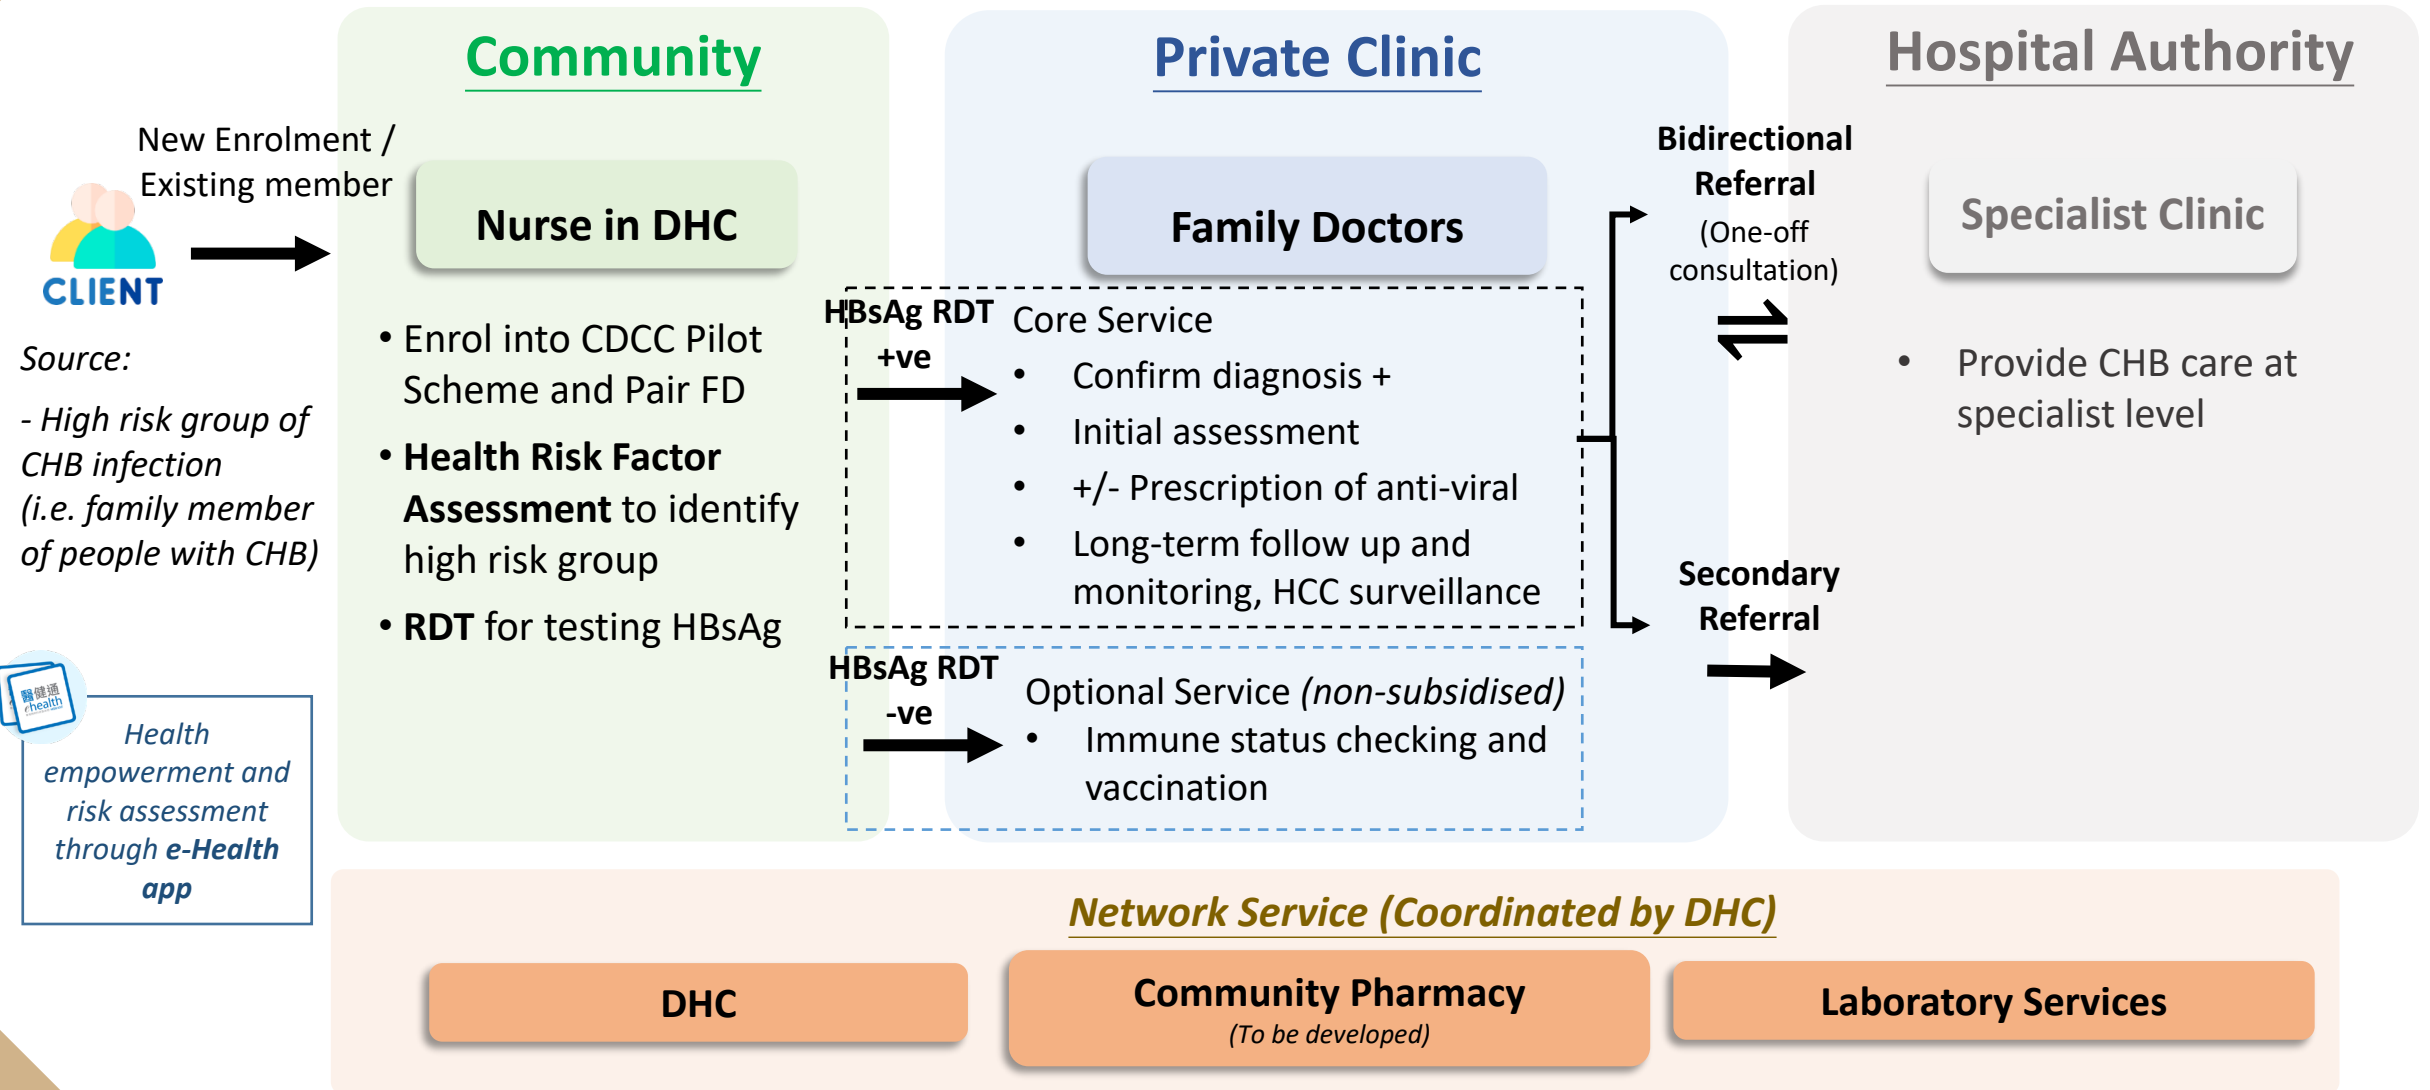 Community
Private Clinic
Hospital Authority
New Enrolment /
Existing member
CLIENT
Source:
- High risk group of
CHB infection
(i.e. family member
of people with CHB)
醫健通
eHealth
Health
empowerment and
risk assessment
through e-Health
app
Nurse in DHC
• Enrol into CDCC Pilot
Scheme and Pair FD
• Health Risk Factor
Assessment to identify
high risk group
• RDT for testing HBsAg
HBsAg RDT
+ve
HBsAg RDT
-ve
Family Doctors
Core Service
• Confirm diagnosis +
• Initial assessment
• +/- Prescription of anti-viral
• Long-term follow up and
monitoring, HCC surveillance
Optional Service (non-subsidised)
• Immune status checking and
vaccination
Bidirectional
Referral
(One-off
consultation)
Secondary
Referral
Specialist Clinic
• Provide CHB care at
specialist level
Network Service (Coordinated by DHC)
DHC
Community Pharmacy
(To be developed)
Laboratory Services